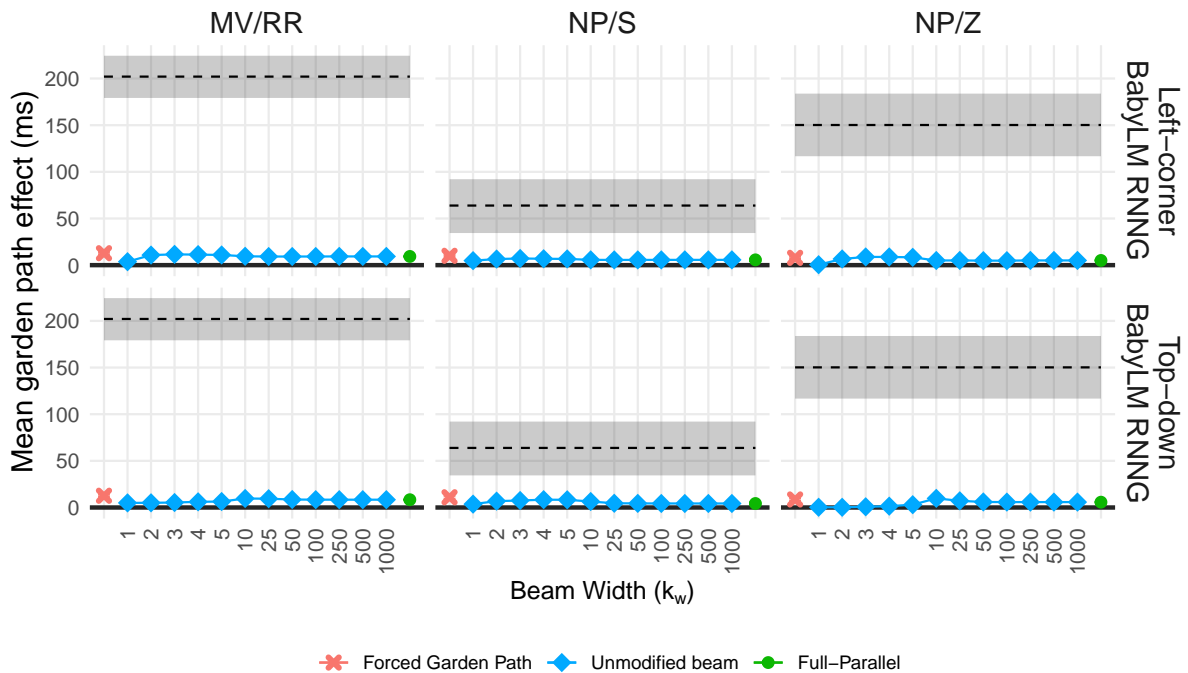 MV/RR NP/S NP/Z
Mean garden path effect (ms)
200
150
100
50
0
Left−corner
BabyLM RNNG
200
150
100
50
0
Top−down
BabyLM RNNG
1 2 3 4 5 10 25 50 100 250 500 1000
1 2 3 4 5 10 25 50 100 250 500 1000
1 2 3 4 5 10 25 50 100 250 500 1000
Beam Width (kw)
Forced Garden Path Unmodified beam Full−Parallel